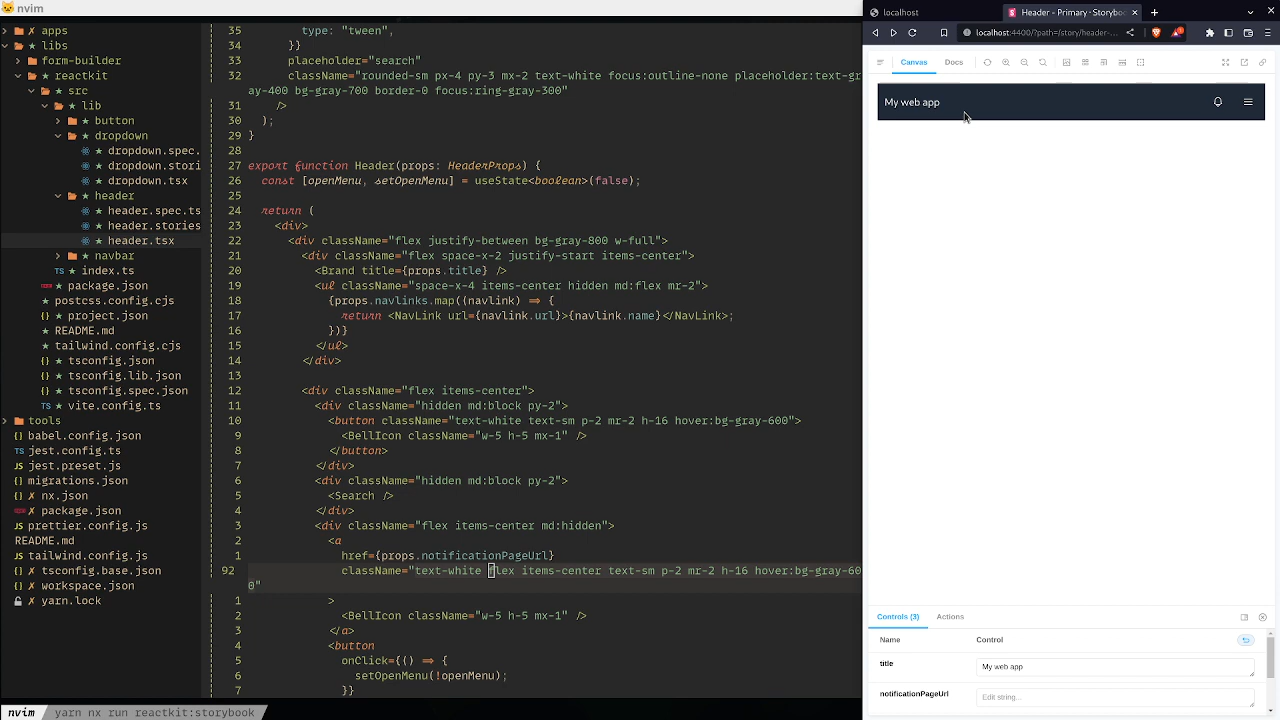 nvim
apps
libs
form-builder
reactkit
src
lib
button
dropdown
dropdown.spec.
dropdown.stori
dropdown.tsx
header
header.spec.ts
header.stories
header.tsx
navbar
TS index.ts
package.json
postcss.config.cjs
{} project.json
README.md
tailwind.config.cjs
{} tsconfig.json
{} tsconfig.lib.json
{} tsconfig.spec.json
TS vite.config.ts
tools
{} babel.config.json
TS jest.config.ts
JS jest.preset.js
{} migrations.json
{} nx.json
package.json
JS prettier.config.js
README.md
JS tailwind.config.js
{} tsconfig.base.json
{} workspace.json
yarn.lock
35 type: "tween",
34 }}
33 placeholder="search"
32 className="rounded-sm px-4 py-3 mx-2 text-white focus:outline-none placeholder:text-gr
ay-400 bg-gray-700 border-0 focus:ring-gray-300"
31 />
30 );
29 }
28
27 export function Header(props: HeaderProps) {
26 const [openMenu, setOpenMenu] = useState<boolean>(false);
25
24 return (
23 <div>
22 <div className="flex justify-between bg-gray-800 w-full">
21 <div className="flex space-x-2 justify-start items-center">
20 <Brand title={props.title} />
19 <ul className="space-x-4 items-center hidden md:flex mr-2">
18 {props.navlinks.map((navlink) => {
17 return <NavLink url={navlink.url}>{navlink.name}</NavLink>;
16 })}
15 </ul>
14 </div>
13
12 <div className="flex items-center">
11 <div className="hidden md:block py-2">
10 <button className="text-white text-sm p-2 mr-2 h-16 hover:bg-gray-600">
9 <BellIcon className="w-5 h-5 mx-1" />
8 </button>
7 </div>
6 <div className="hidden md:block py-2">
5 <Search />
4 </div>
3 <div className="flex items-center md:hidden">
2 <a
1 href={props.notificationPageUrl}
92 className="text-white flex items-center text-sm p-2 mr-2 h-16 hover:bg-gray-60
0"
1 >
2 <BellIcon className="w-5 h-5 mx-1" />
3 </a>
4 <button
5 onClick={() => {
6 setOpenMenu(!openMenu);
7 }}
nvim yarn nx run reactkit:storybook
localhost
Header - Primary · Storyboo
localhost:4400/?path=/story/header-...
Canvas Docs
My web app
Controls (3) Actions
Name Control
title My web app
notificationPageUrl Edit string...